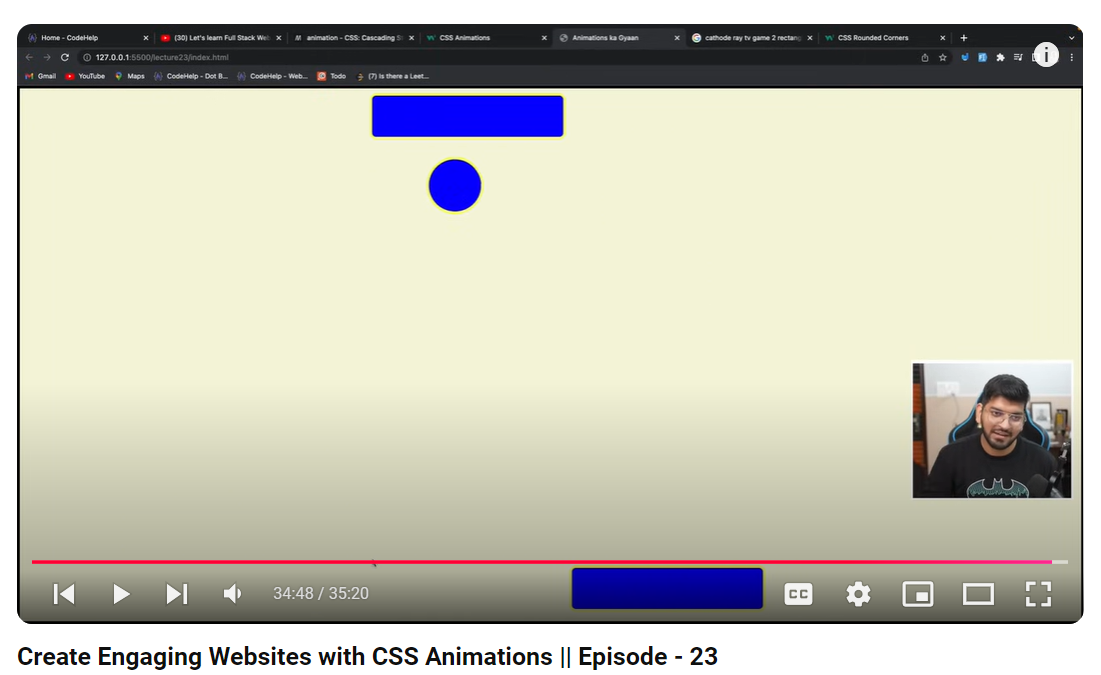 Home - CodeHelp
(30) Let's learn Full Stack Web
animation - CSS: Cascading S
CSS Animations
Animations ka Gyaan
cathode ray tv game 2 rectang
CSS Rounded Corners
127.0.0.1:5500/lecture23/index.html
Gmail
YouTube
Maps
CodeHelp - Dot B...
CodeHelp - Web...
Todo
(7) Is there a Leet...
34:48 / 35:20
CC
Create Engaging Websites with CSS Animations || Episode - 23